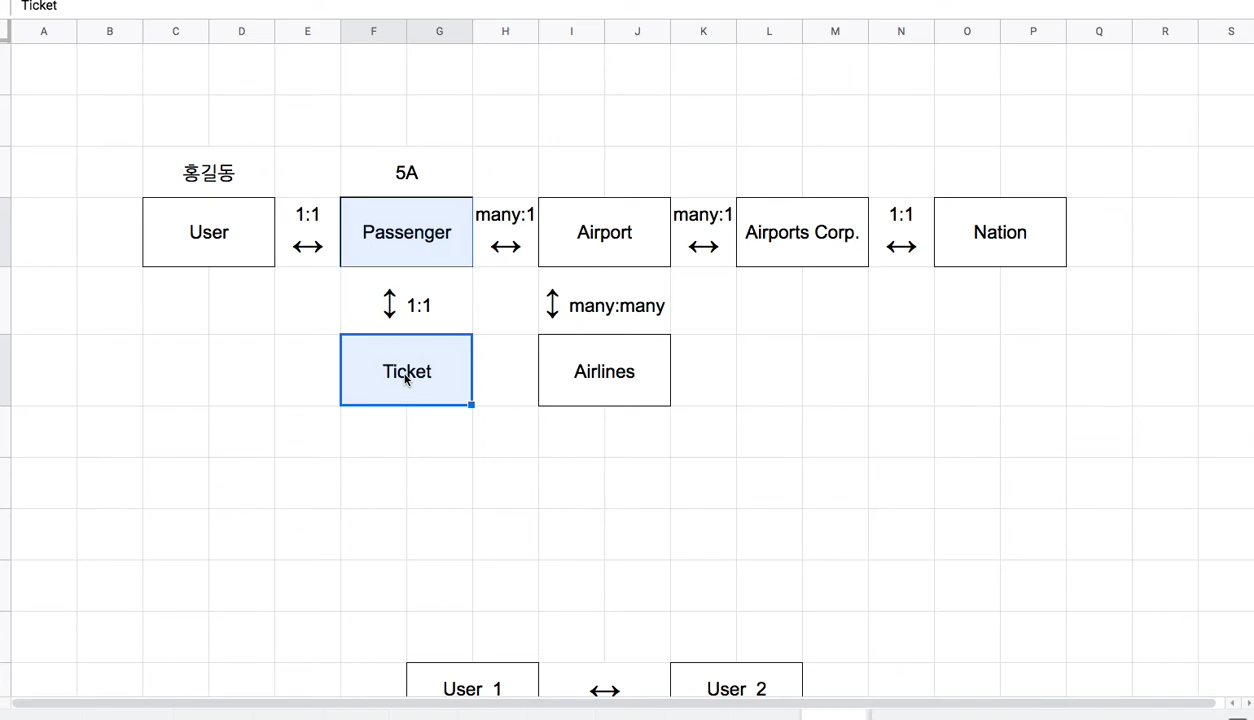 Ticket
A B C D E F G H I J K L M N O P Q R S
홍길동 5A
User 1:1 ↔ Passenger many:1 ↔ Airport many:1 ↔ Airports Corp. 1:1 ↔ Nation
↕ 1:1 ↕ many:many
Ticket Airlines
User 1 ↔ User 2